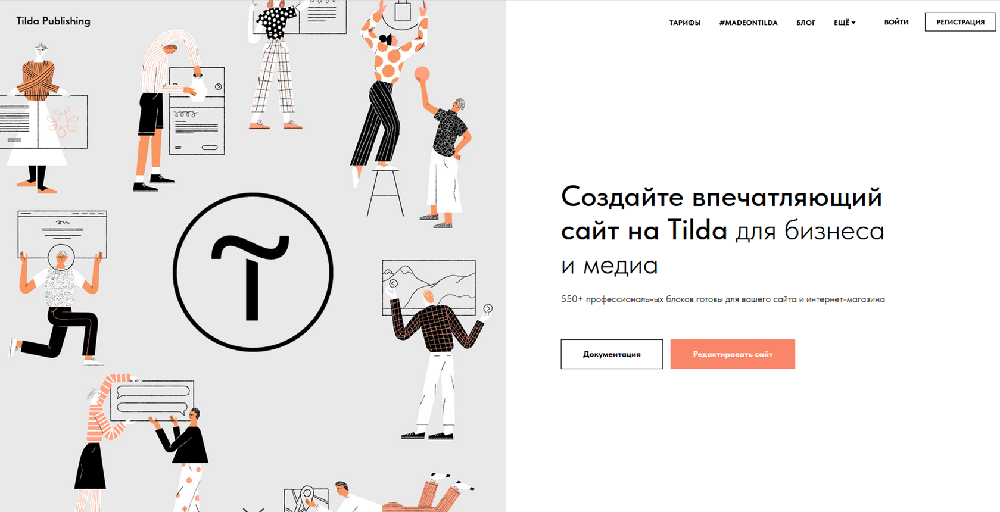 Tilda Publishing
ТАРИФЫ #MADEONTILDA БЛОГ ЕЩЁ ВОЙТИ РЕГИСТРАЦИЯ
Создайте впечатляющий
сайт на Tilda для бизнеса
и медиа
550+ профессиональных блоков готовы для вашего сайта и интернет-магазина
Документация Редактировать сайт